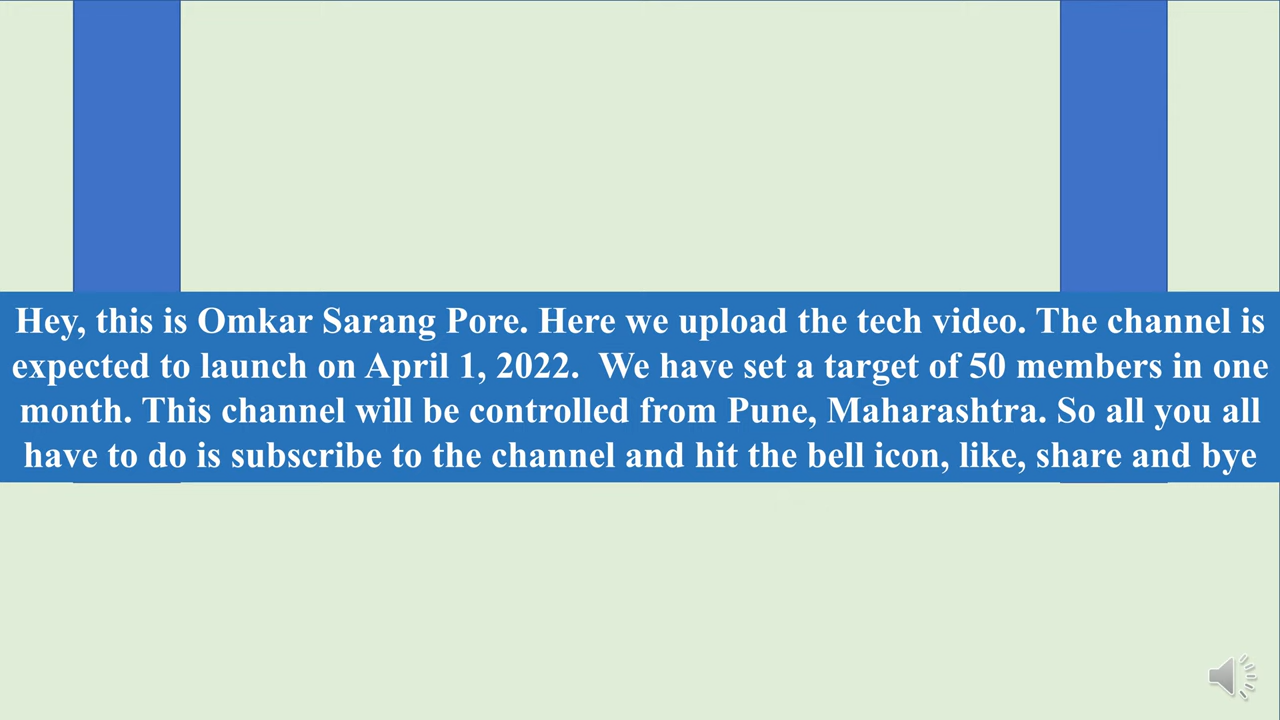 Hey, this is Omkar Sarang Pore. Here we upload the tech video. The channel is
expected to launch on April 1, 2022.  We have set a target of 50 members in one
month. This channel will be controlled from Pune, Maharashtra. So all you all
have to do is subscribe to the channel and hit the bell icon, like, share and bye